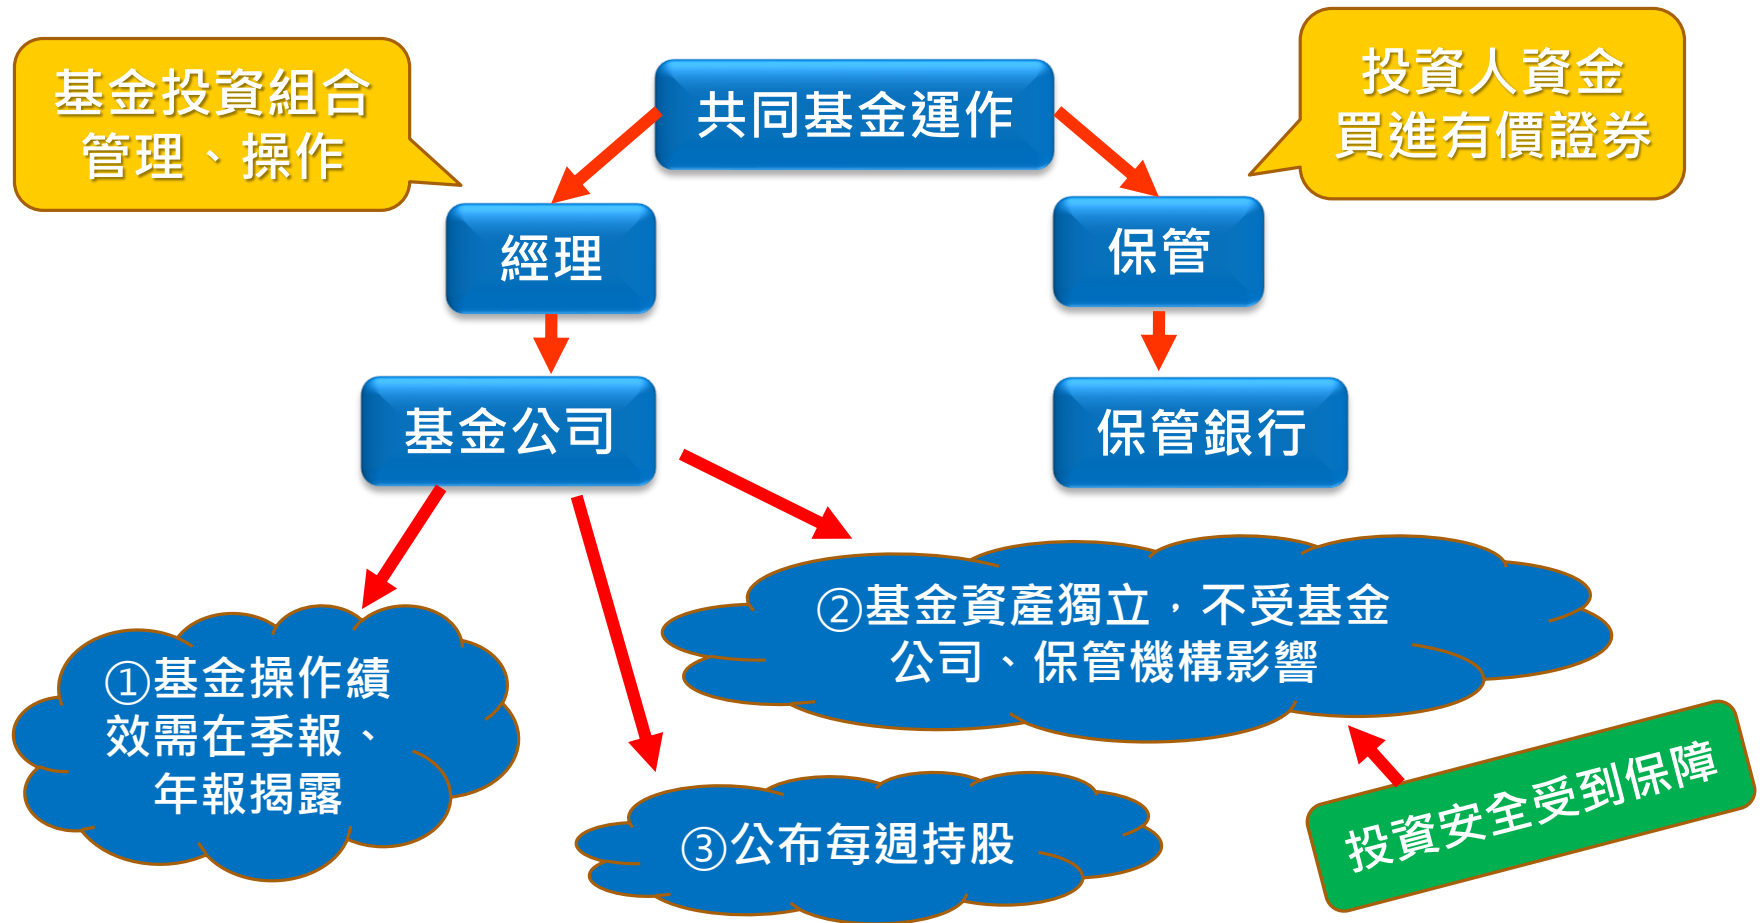 基金投資組合
管理、操作
共同基金運作
投資人資金
買進有價證券
經理
保管
基金公司
保管銀行
①基金操作績
效需在季報、
年報揭露
②基金資產獨立，不受基金
公司、保管機構影響
③公布每週持股
投資安全受到保障